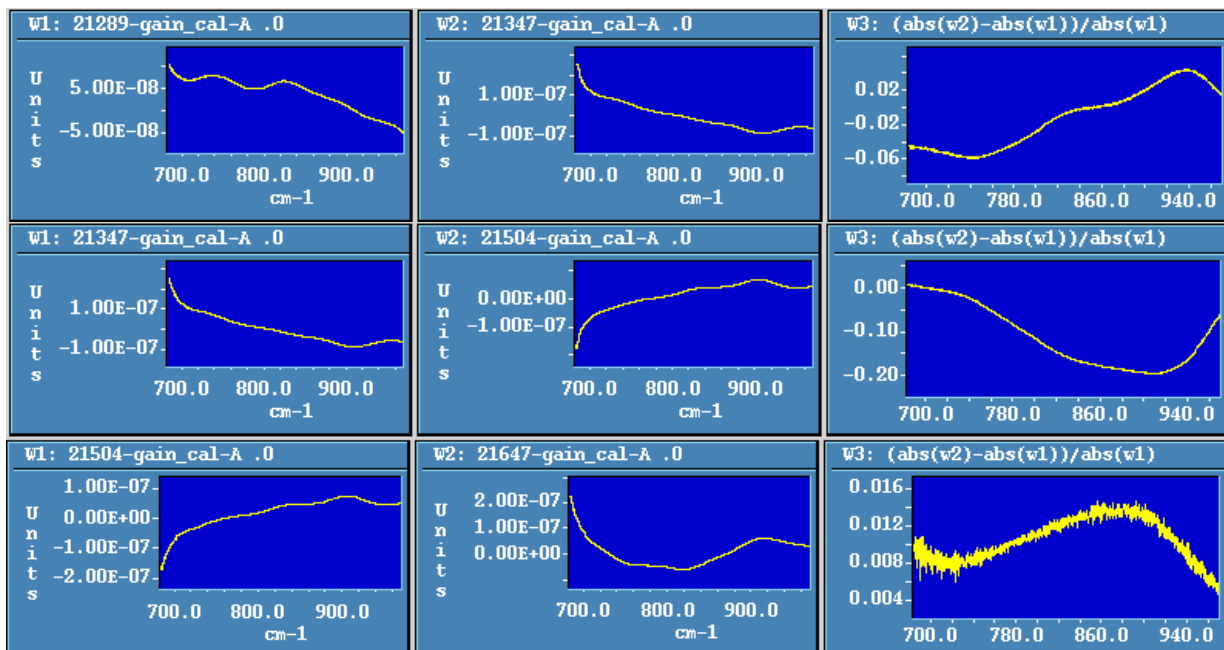 W1: 21289-gain_cal-A .0
Units
5.00E-08
-5.00E-08
700.0 800.0 900.0
cm-1
W2: 21347-gain_cal-A .0
Units
1.00E-07
-1.00E-07
700.0 800.0 900.0
cm-1
W3: (abs(w2)-abs(w1))/abs(w1)
0.02
-0.02
-0.06
700.0 780.0 860.0 940.0
W1: 21347-gain_cal-A .0
Units
1.00E-07
-1.00E-07
700.0 800.0 900.0
cm-1
W2: 21504-gain_cal-A .0
Units
0.00E+00
-1.00E-07
700.0 800.0 900.0
cm-1
W3: (abs(w2)-abs(w1))/abs(w1)
0.00
-0.10
-0.20
700.0 780.0 860.0 940.0
W1: 21504-gain_cal-A .0
Units
1.00E-07
0.00E+00
-1.00E-07
-2.00E-07
700.0 800.0 900.0
cm-1
W2: 21647-gain_cal-A .0
Units
2.00E-07
1.00E-07
0.00E+00
700.0 800.0 900.0
cm-1
W3: (abs(w2)-abs(w1))/abs(w1)
0.016
0.012
0.008
0.004
700.0 780.0 860.0 940.0